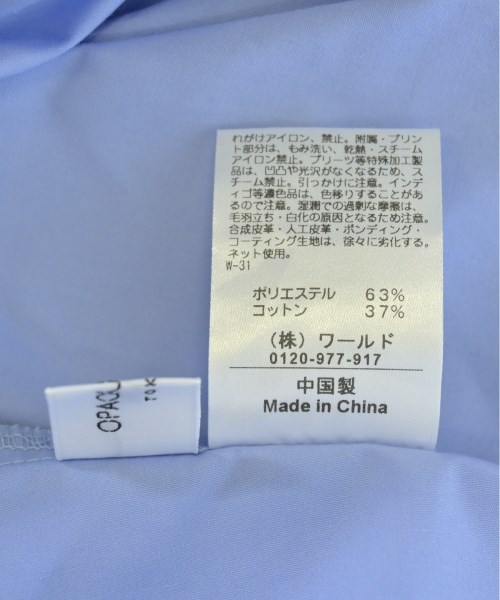 れがけアイロン、禁止。附属・プリン
ト部分は、もみ洗い、乾熱・スチーム
アイロン禁止。プリーツ等特殊加工製
品は、凹凸や光沢がなくなるため、ス
チーム禁止。引っかけに注意。インディ
ゴ等濃色品は、色移りすることがあ
るので注意。湿潤での過剰な摩擦は、
毛羽立ち・白化の原因となるため注意。
合成皮革・人工皮革・ボンディング・
コーティング生地は、徐々に劣化する。
ネット使用。
W-31
ポリエステル 63%
コットン 37%
(株) ワールド
0120-977-917
中国製
Made in China
OPAQU
TOK